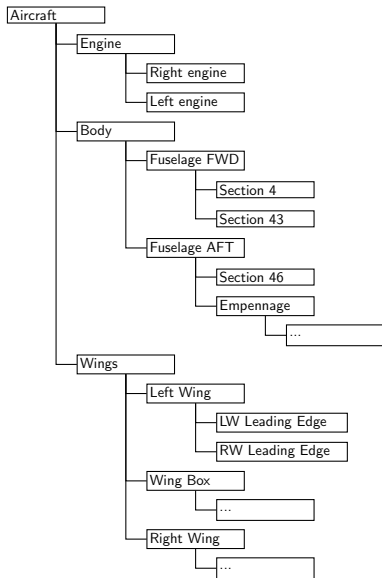 Aircraft
Engine
Right engine
Left engine
Body
Fuselage FWD
Section 4
Section 43
Fuselage AFT
Section 46
Empennage
...
Wings
Left Wing
LW Leading Edge
RW Leading Edge
Wing Box
...
Right Wing
...